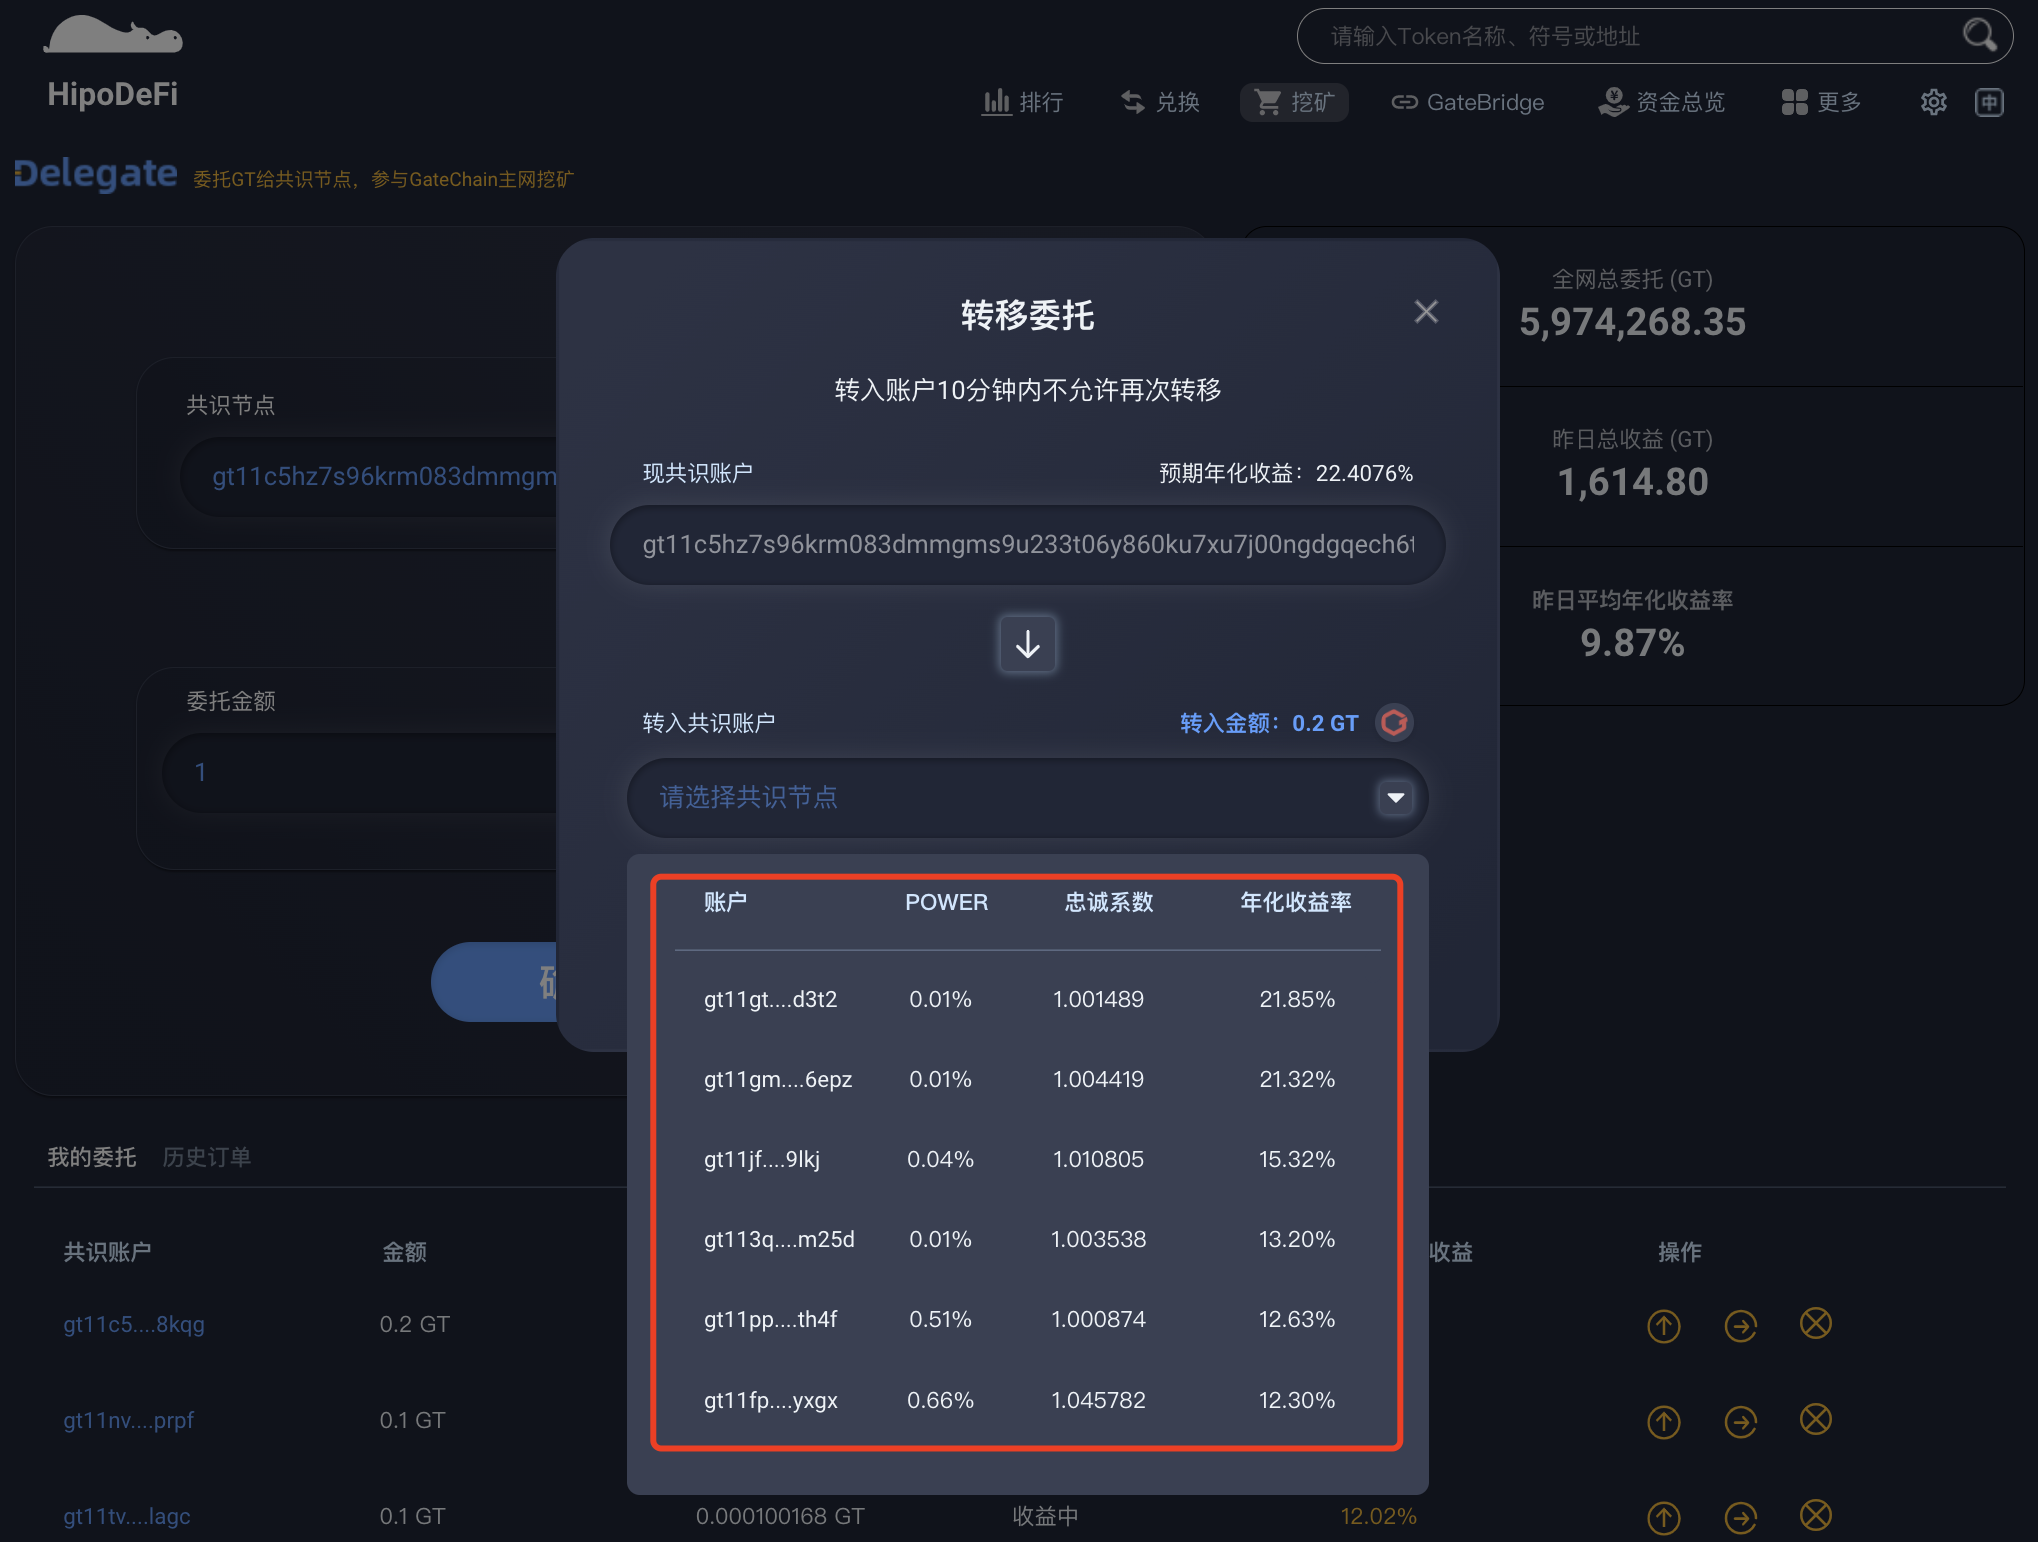 HipoDeFi
请输入Token名称、符号或地址
排行
兑换
挖矿
GateBridge
资金总览
更多
中
Delegate
委托GT给共识节点，参与GateChain主网挖矿
共识节点
gt11c5hz7s96krm083dmmgm
委托金额
1
全网总委托 (GT)
5,974,268.35
昨日总收益 (GT)
1,614.80
昨日平均年化收益率
9.87%
转移委托
转入账户10分钟内不允许再次转移
现共识账户
预期年化收益：22.4076%
gt11c5hz7s96krm083dmmgms9u233t06y860ku7xu7j00ngdgqech6t
转入共识账户
转入金额：0.2 GT
请选择共识节点
账户 POWER 忠诚系数 年化收益率
gt11gt....d3t2 0.01% 1.001489 21.85%
gt11gm....6epz 0.01% 1.004419 21.32%
gt11jf....9lkj 0.04% 1.010805 15.32%
gt113q....m25d 0.01% 1.003538 13.20%
gt11pp....th4f 0.51% 1.000874 12.63%
gt11fp....yxgx 0.66% 1.045782 12.30%
我的委托 历史订单
共识账户 金额 收益 操作
gt11c5....8kqg 0.2 GT
gt11nv....prpf 0.1 GT
gt11tv....lagc 0.1 GT 0.000100168 GT 收益中 12.02%